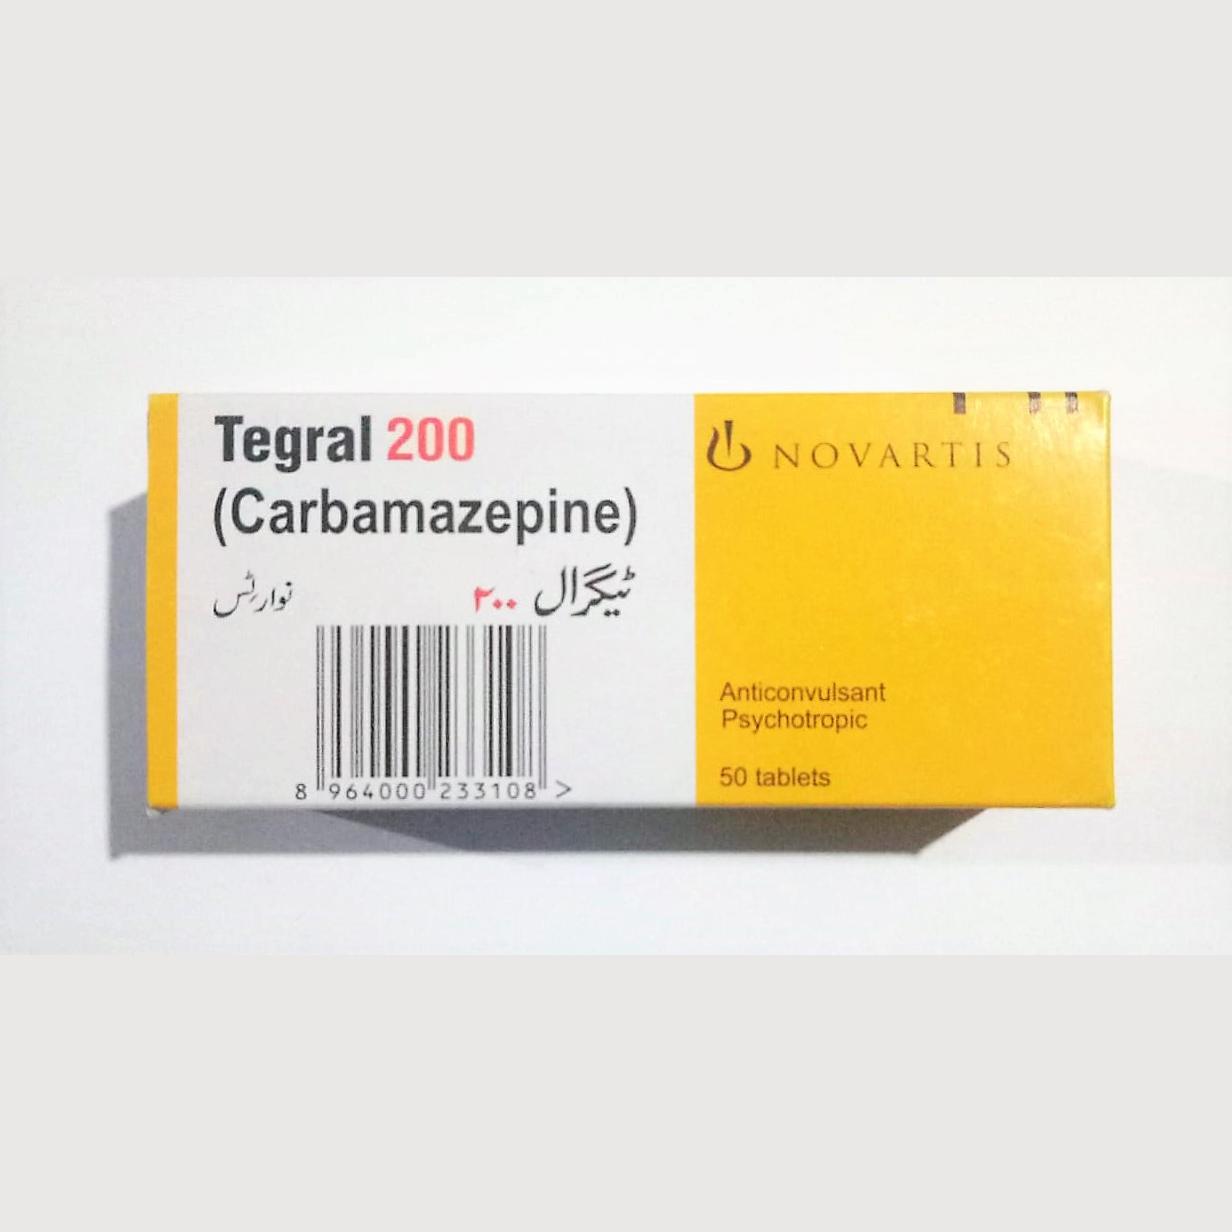 Tegral 200
(Carbamazepine)
ٹیگرال ۲۰۰
نوارٹس
8 964000 233108 >
NOVARTIS
Anticonvulsant
Psychotropic
50 tablets